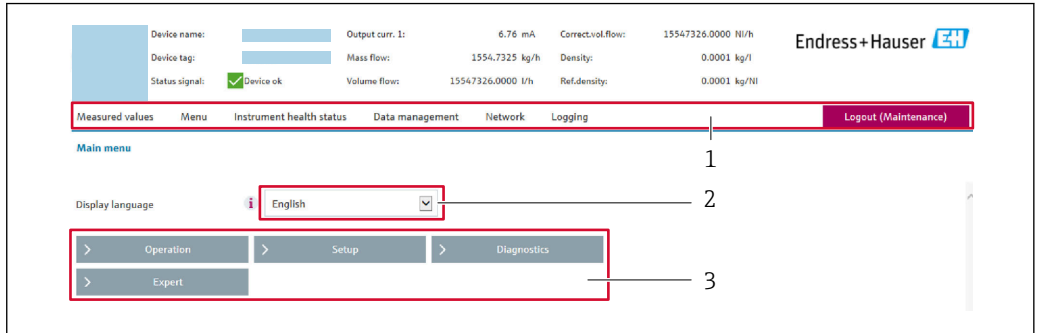 Device name: Output curr. 1: 6.76 mA Correct.vol.flow: 15547326.0000 Nl/h
Endress+Hauser EH
Device tag: Mass flow: 1554.7325 kg/h Density: 0.0001 kg/l
Status signal: Device ok Volume flow: 15547326.0000 l/h Ref.density: 0.0001 kg/Nl
Measured values Menu Instrument health status Data management Network Logging Logout (Maintenance)
Main menu
1
Display language i English 2
> Operation > Setup > Diagnostics
> Expert 3